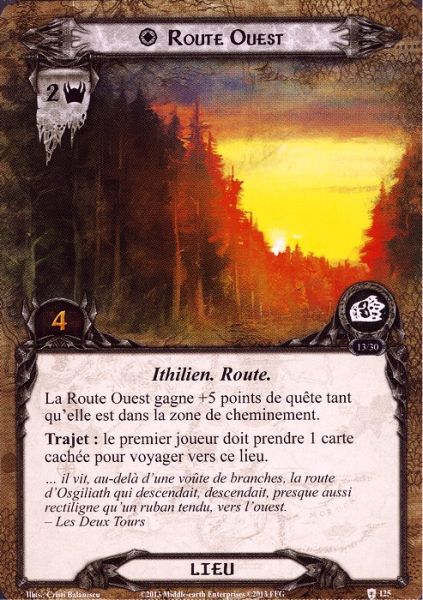 Route Ouest
2
4
13/30
Ithilien. Route.
La Route Ouest gagne +5 points de quête tant
qu'elle est dans la zone de cheminement.
Trajet : le premier joueur doit prendre 1 carte
cachée pour voyager vers ce lieu.
… il vit, au-delà d'une voûte de branches, la route
d'Osgiliath qui descendait, descendait, presque aussi
rectiligne qu'un ruban tendu, vers l'ouest.
– Les Deux Tours
LIEU
Illus. Cristi Balanescu
©2013 Middle-earth Enterprises ©2013 FFG
125